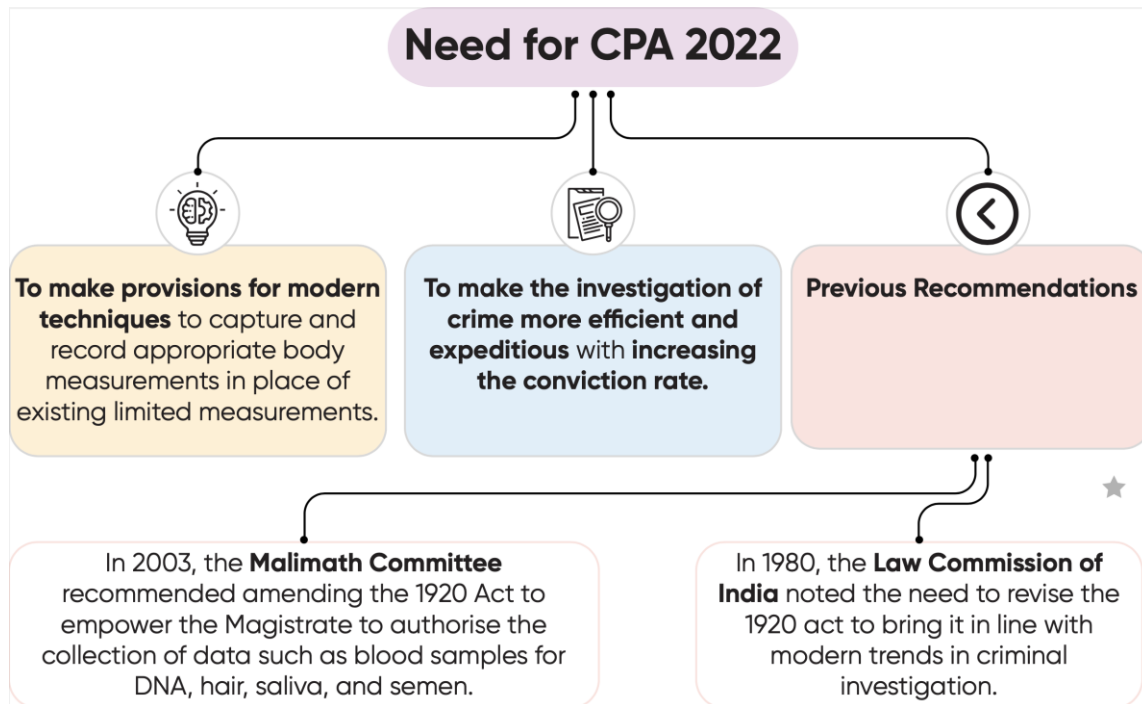 Need for CPA 2022
To make provisions for modern
techniques to capture and
record appropriate body
measurements in place of
existing limited measurements.
To make the investigation of
crime more efficient and
expeditious with increasing
the conviction rate.
Previous Recommendations
In 2003, the Malimath Committee
recommended amending the 1920 Act to
empower the Magistrate to authorise the
collection of data such as blood samples for
DNA, hair, saliva, and semen.
In 1980, the Law Commission of
India noted the need to revise the
1920 act to bring it in line with
modern trends in criminal
investigation.